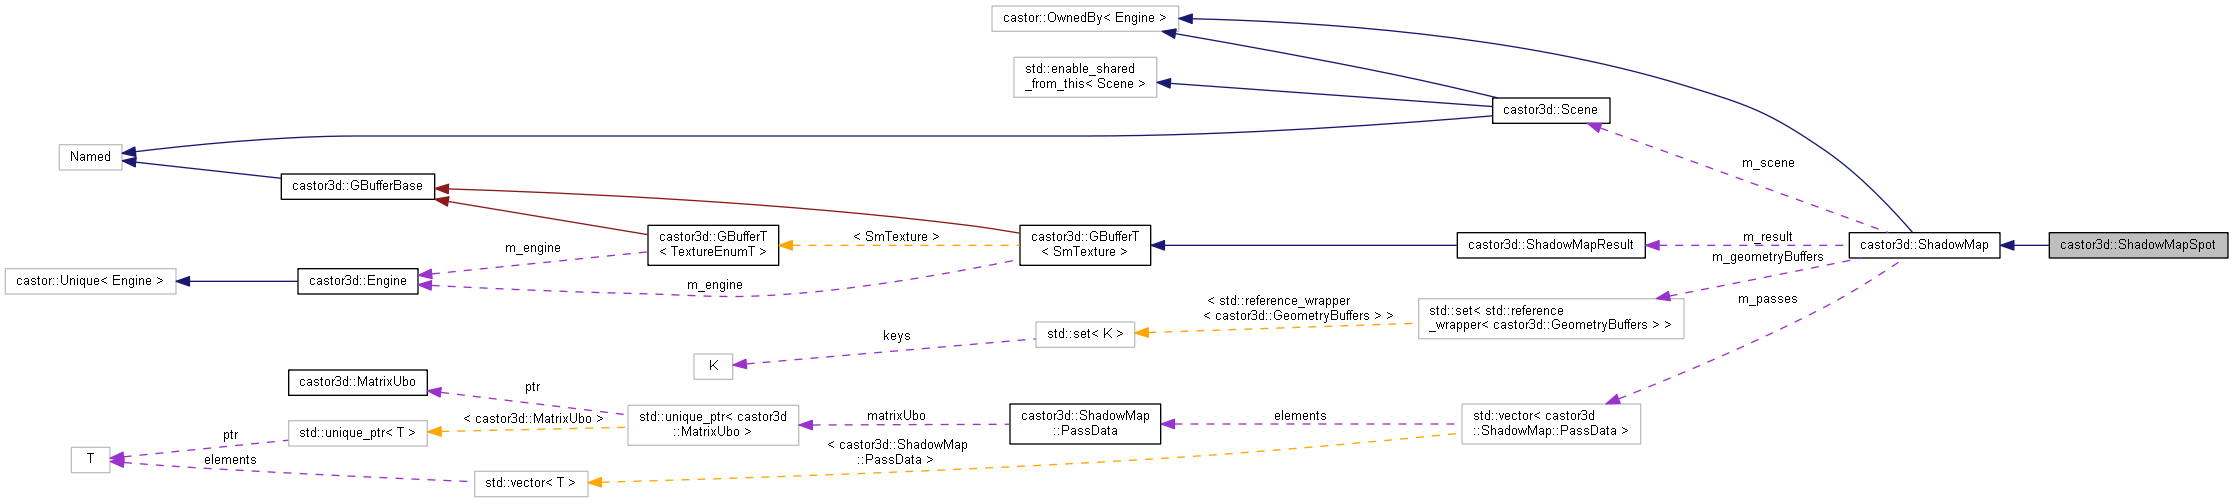 castor::OwnedBy< Engine >
std::enable_shared
_from_this< Scene >
castor3d::Scene
Named
m_scene
castor3d::GBufferBase
castor3d::GBufferT
< TextureEnumT >
< SmTexture >
castor3d::GBufferT
< SmTexture >
castor3d::ShadowMapResult
m_result
castor3d::ShadowMap
castor3d::ShadowMapSpot
m_engine
m_geometryBuffers
castor::Unique< Engine >
castor3d::Engine
m_engine
m_passes
< std::reference_wrapper
< castor3d::GeometryBuffers > >
std::set< std::reference
_wrapper< castor3d::GeometryBuffers > >
keys
std::set< K >
K
castor3d::MatrixUbo
ptr
std::unique_ptr< castor3d
::MatrixUbo >
matrixUbo
castor3d::ShadowMap
::PassData
elements
std::vector< castor3d
::ShadowMap::PassData >
< castor3d::MatrixUbo >
std::unique_ptr< T >
ptr
T
elements
< castor3d::ShadowMap
::PassData >
std::vector< T >